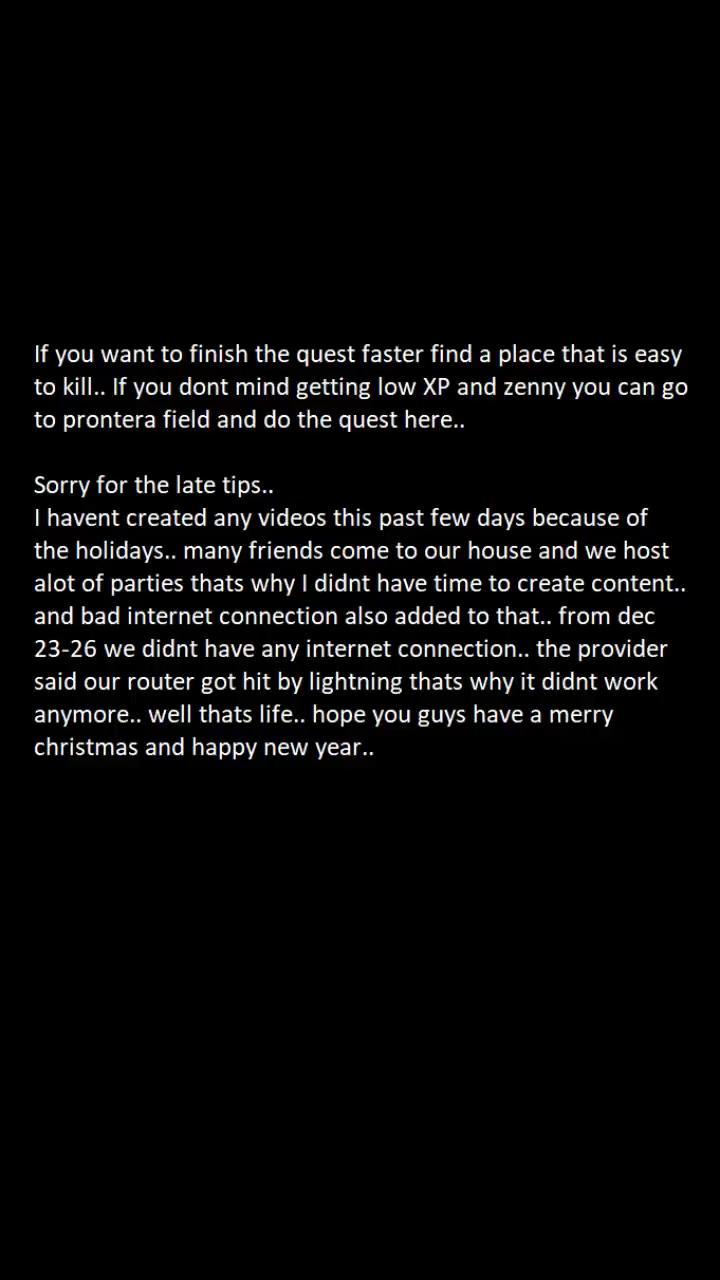 If you want to finish the quest faster find a place that is easy
to kill.. If you dont mind getting low XP and zenny you can go
to prontera field and do the quest here..
Sorry for the late tips..
I havent created any videos this past few days because of
the holidays.. many friends come to our house and we host
alot of parties thats why I didnt have time to create content..
and bad internet connection also added to that.. from dec
23-26 we didnt have any internet connection.. the provider
said our router got hit by lightning thats why it didnt work
anymore.. well thats life.. hope you guys have a merry
christmas and happy new year..